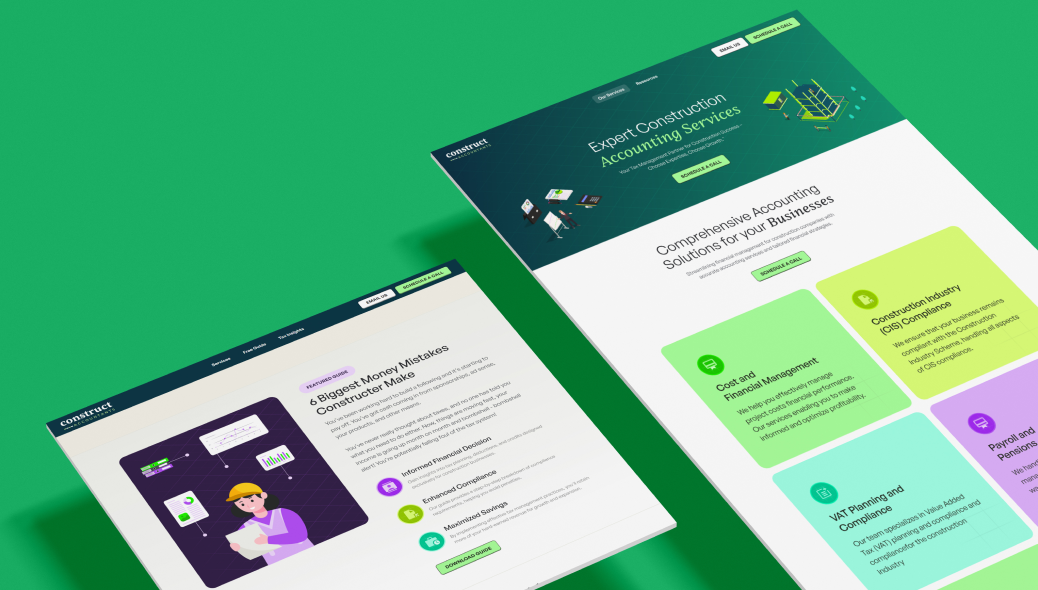 construct
ACCOUNTANTS
Services
Free Guide
Tax Insights
EMAIL US
SCHEDULE A CALL
FEATURED GUIDE
6 Biggest Money Mistakes
Constructer Make
You've been working hard to build a following and it's starting to
pay off. You've got cash coming in from sponsorships, ad sense,
your products, and other means.
You've never really thought about taxes, and no one has told you
what you need to do either. Now, things are moving fast, your
income is going up month on month and bombshell - bombshell
alert! You're potentially falling foul of the tax system!
Informed Financial Decision
Enhanced Compliance
Maximized Savings
DOWNLOAD GUIDE
construct
ACCOUNTANTS
Our Services
Resources
EMAIL US
SCHEDULE A CALL
Expert Construction
Accounting Services
Your Tax Management Partner for Construction Success -
Choose Expertise, Choose Growth.
SCHEDULE A CALL
Comprehensive Accounting
Solutions for your Businesses
Streamlining financial management for construction companies with
accurate accounting services and tailored financial strategies.
SCHEDULE A CALL
Cost and
Financial Management
We help you effectively manage
project costs financial performance.
Our services enabling you to make
informed and optimize profitability.
Construction Industry
(CIS) Compliance
We ensure that your business remains
compliant with the Construction
Industry Scheme, handling all aspects
of CIS compliance.
VAT Planning and
Compliance
Our team specializes in Value Added
Tax (VAT) planning and compliance and
compliancefor the construction
industry
Payroll and
Pensions
We